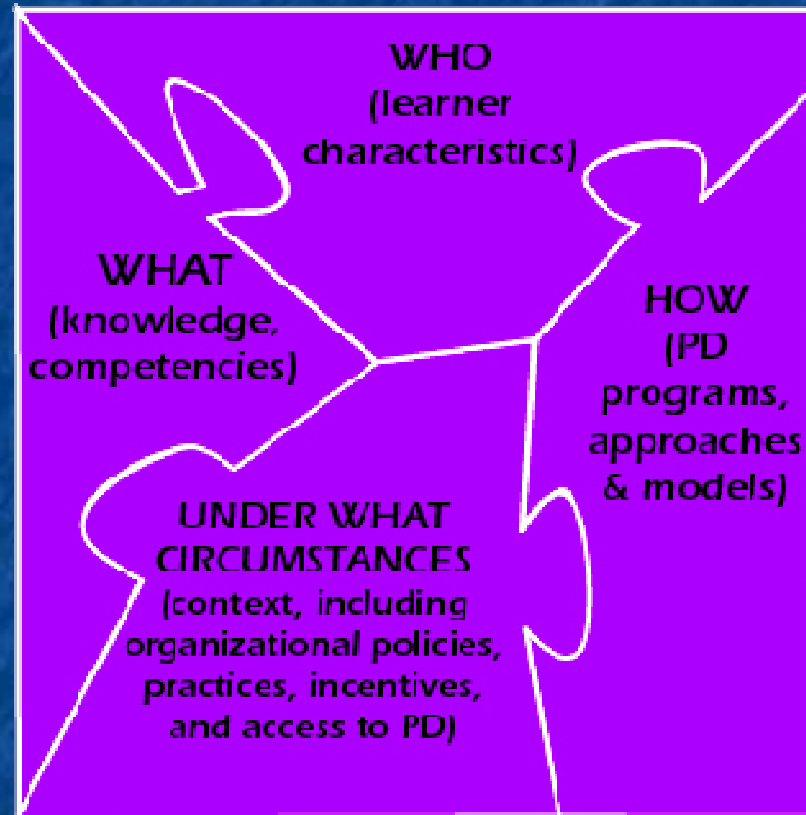 WHO
(learner
characteristics)
WHAT
(knowledge,
competencies)
HOW
(PD
programs,
approaches
& models)
UNDER WHAT
CIRCUMSTANCES
(context, including
organizational policies,
practices, incentives,
and access to PD)